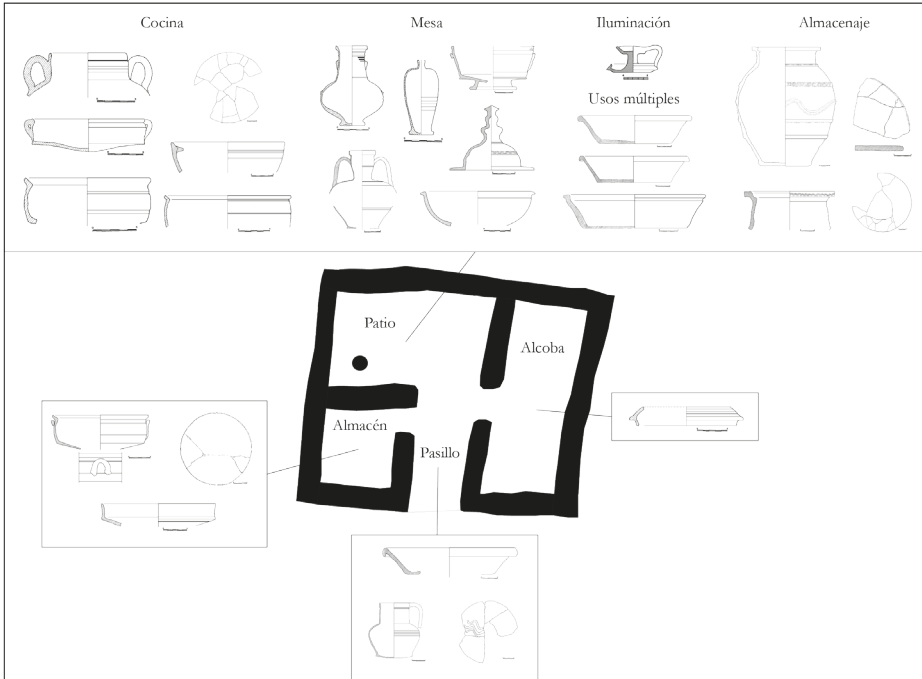 Cocina
Mesa
Iluminación
Almacenaje
Usos múltiples
Patio
Alcoba
Almacén
Pasillo